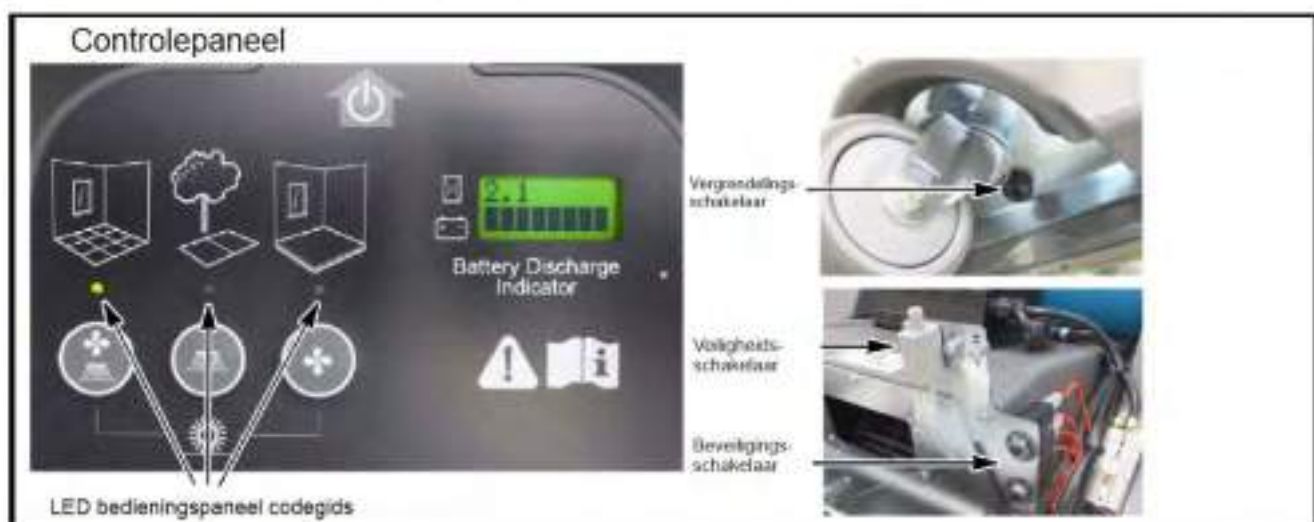 Controlepaneel
2.1
Battery Discharge
Indicator
Vergrendelings-
schakelaar
Veiligheids-
schakelaar
Beveiligings-
schakelaar
LED bedieningspaneel codegids